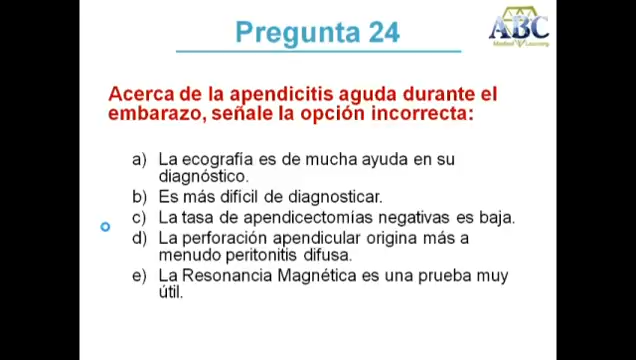 Pregunta 24
ABC
Medical Learning
Acerca de la apendicitis aguda durante el
embarazo, señale la opción incorrecta:
a) La ecografía es de mucha ayuda en su
diagnóstico.
b) Es más difícil de diagnosticar.
c) La tasa de apendicectomías negativas es baja.
d) La perforación apendicular origina más a
menudo peritonitis difusa.
e) La Resonancia Magnética es una prueba muy
útil.